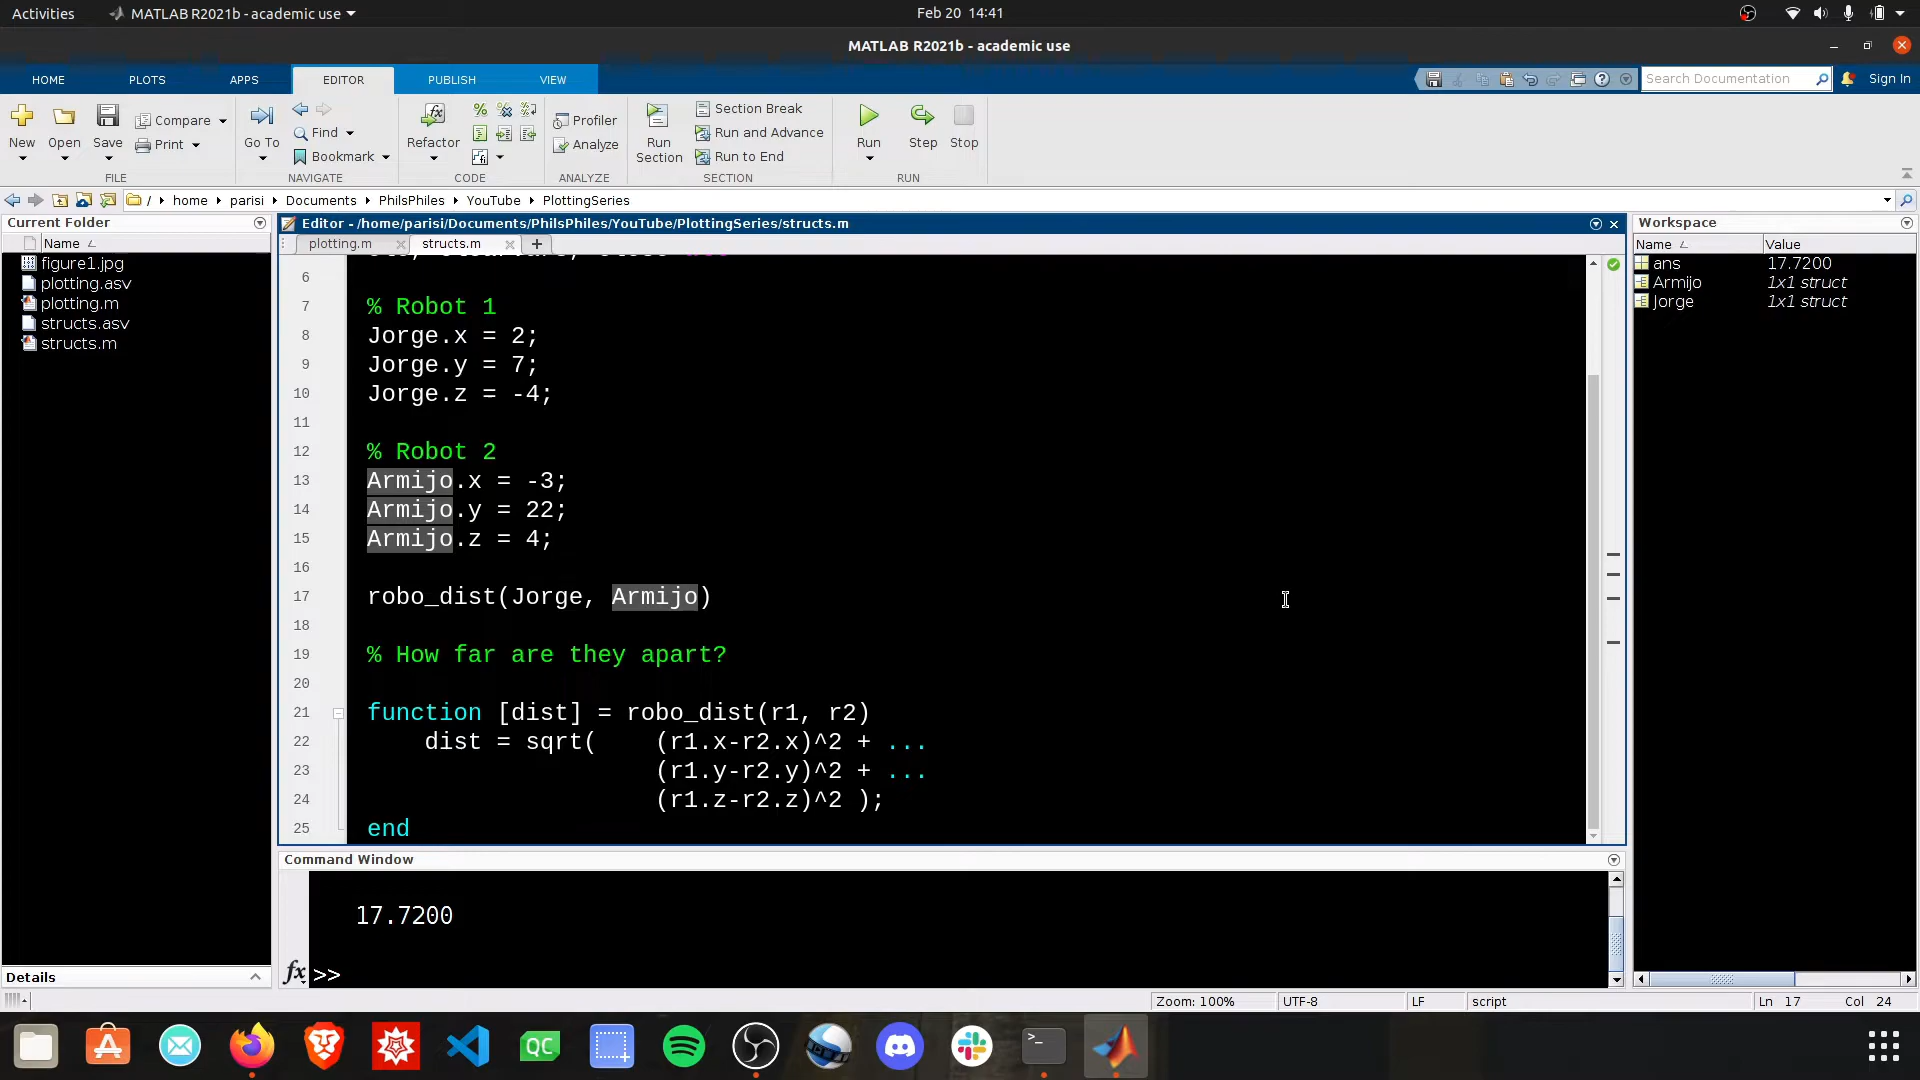 Activities
MATLAB R2021b - academic use
Feb 20 14:41
MATLAB R2021b - academic use
HOME
PLOTS
APPS
EDITOR
PUBLISH
VIEW
Search Documentation
Sign In
New
Open
Save
Compare
Print
FILE
Go To
Find
Bookmark
NAVIGATE
Refactor
CODE
Profiler
Analyze
ANALYZE
Run Section
Section Break
Run and Advance
Run to End
SECTION
Run
Step
Stop
RUN
/ home parisi Documents PhilsPhiles YouTube PlottingSeries
Current Folder
Name
figure1.jpg
plotting.asv
plotting.m
structs.asv
structs.m
Details
Editor - /home/parisi/Documents/PhilsPhiles/YouTube/PlottingSeries/structs.m
plotting.m
structs.m
6
7 % Robot 1
8 Jorge.x = 2;
9 Jorge.y = 7;
10 Jorge.z = -4;
11
12 % Robot 2
13 Armijo.x = -3;
14 Armijo.y = 22;
15 Armijo.z = 4;
16
17 robo_dist(Jorge, Armijo)
18
19 % How far are they apart?
20
21 function [dist] = robo_dist(r1, r2)
22 dist = sqrt( (r1.x-r2.x)^2 + ...
23 (r1.y-r2.y)^2 + ...
24 (r1.z-r2.z)^2 );
25 end
Command Window
17.7200
fx >>
Workspace
Name Value
ans 17.7200
Armijo 1x1 struct
Jorge 1x1 struct
Zoom: 100%
UTF-8
LF
script
Ln 17 Col 24
QC
>_